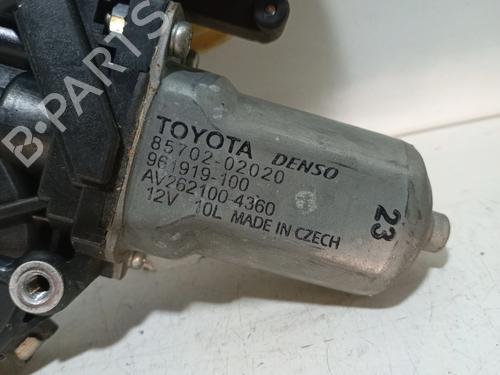 B-PARTS
TOYOTA DENSO
85702-02020
961919-100
AV262100-4360
12V 10L MADE IN CZECH
23